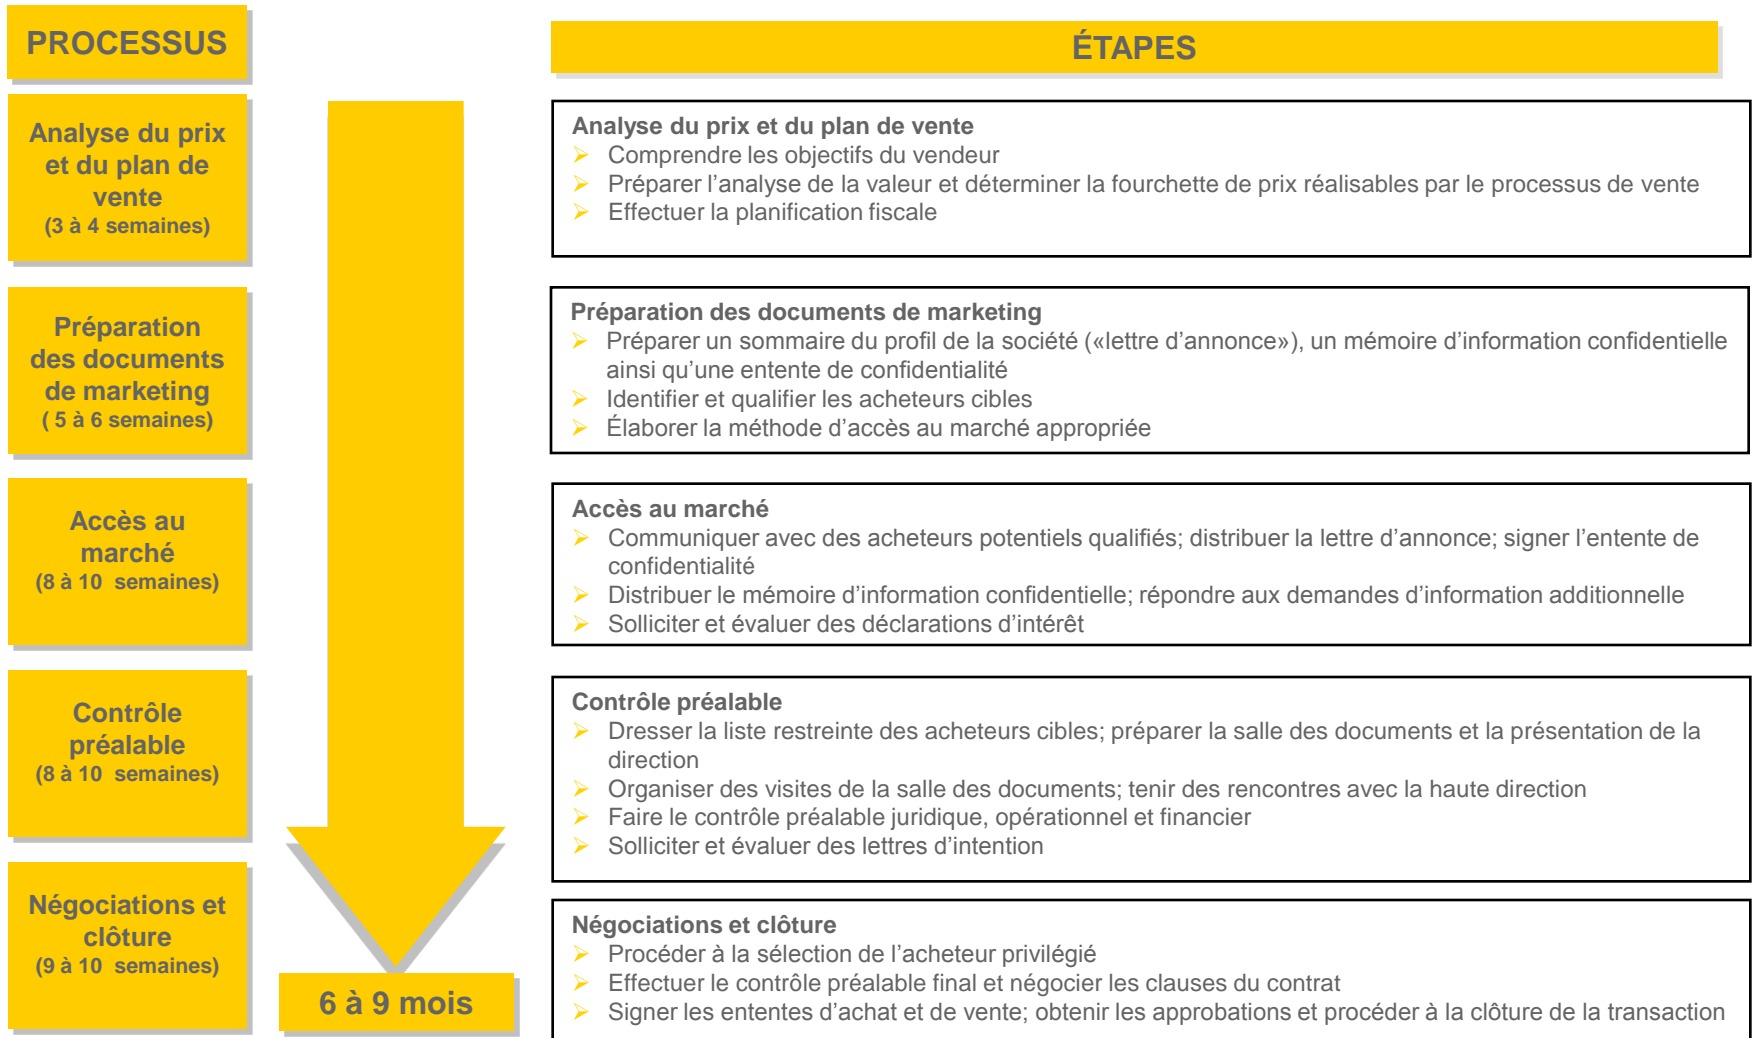 PROCESSUS
ÉTAPES
Analyse du prix
et du plan de
vente
(3 à 4 semaines)
Analyse du prix et du plan de vente
Comprendre les objectifs du vendeur
Préparer l’analyse de la valeur et déterminer la fourchette de prix réalisables par le processus de vente
Effectuer la planification fiscale
Préparation
des documents
de marketing
( 5 à 6 semaines)
Préparation des documents de marketing
Préparer un sommaire du profil de la société («lettre d’annonce»), un mémoire d’information confidentielle
ainsi qu’une entente de confidentialité
Identifier et qualifier les acheteurs cibles
Élaborer la méthode d’accès au marché appropriée
Accès au
marché
(8 à 10  semaines)
Accès au marché
Communiquer avec des acheteurs potentiels qualifiés; distribuer la lettre d’annonce; signer l’entente de
confidentialité
Distribuer le mémoire d’information confidentielle; répondre aux demandes d’information additionnelle
Solliciter et évaluer des déclarations d’intérêt
Contrôle
préalable
(8 à 10  semaines)
Contrôle préalable
Dresser la liste restreinte des acheteurs cibles; préparer la salle des documents et la présentation de la
direction
Organiser des visites de la salle des documents; tenir des rencontres avec la haute direction
Faire le contrôle préalable juridique, opérationnel et financier
Solliciter et évaluer des lettres d’intention
Négociations et
clôture
(9 à 10  semaines)
6 à 9 mois
Négociations et clôture
Procéder à la sélection de l’acheteur privilégié
Effectuer le contrôle préalable final et négocier les clauses du contrat
Signer les ententes d’achat et de vente; obtenir les approbations et procéder à la clôture de la transaction